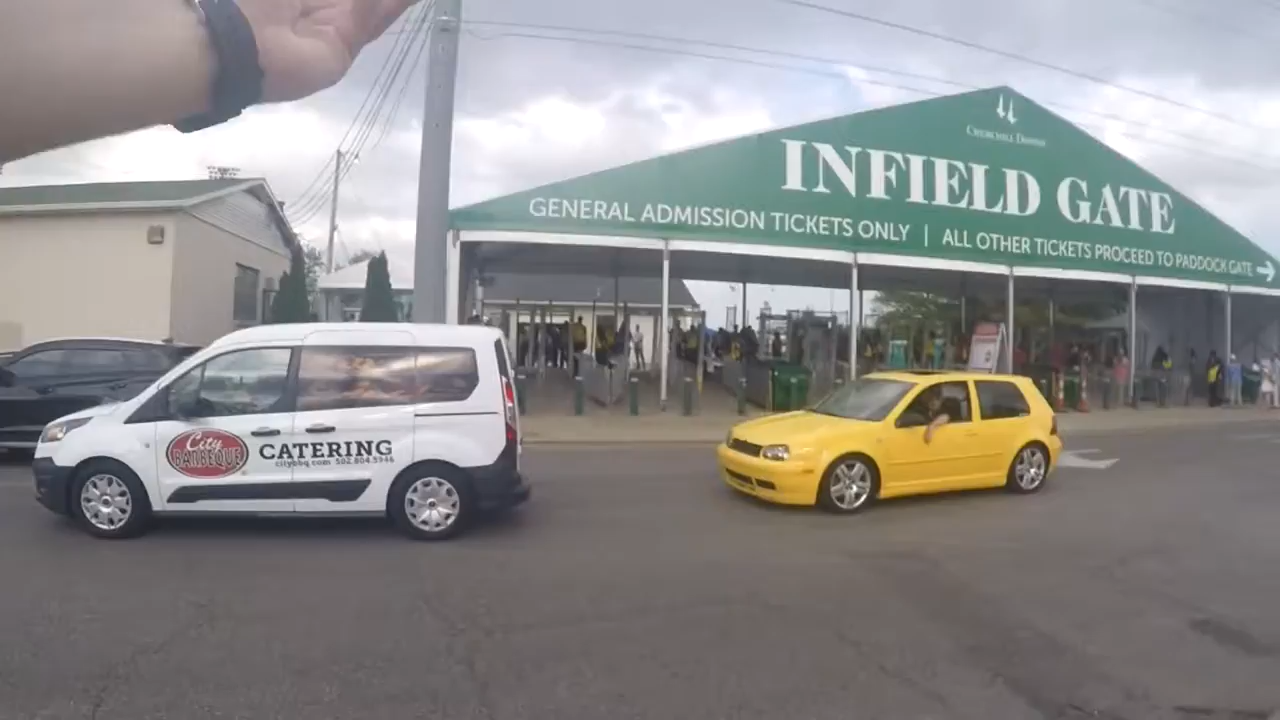 CHURCHILL DOWNS
INFIELD GATE
GENERAL ADMISSION TICKETS ONLY | ALL OTHER TICKETS PROCEED TO PADDOCK GATE →
City
BARBEQUE
CATERING
citybbq.com 502.804.5946